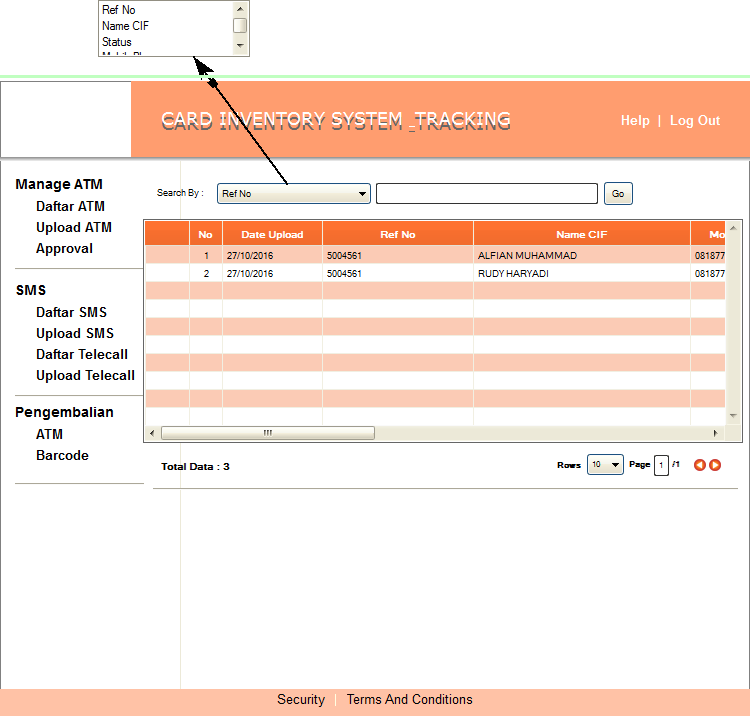 Ref No
Name CIF
Status
CARD INVENTORY SYSTEM _TRACKING
Help | Log Out
Manage ATM
Daftar ATM
Upload ATM
Approval
SMS
Daftar SMS
Upload SMS
Daftar Telecall
Upload Telecall
Pengembalian
ATM
Barcode
Search By : Ref No Go
No Date Upload Ref No Name CIF Mo
1 27/10/2016 5004561 ALFIAN MUHAMMAD 081877
2 27/10/2016 5004561 RUDY HARYADI 081877
Total Data : 3 Rows 10 Page 1 /1
Security | Terms And Conditions